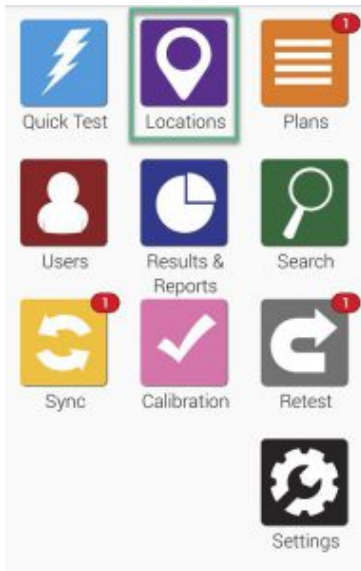 1
Quick Test Locations Plans
Users Results & Search
Reports
1 1
Sync Calibration Retest
Settings